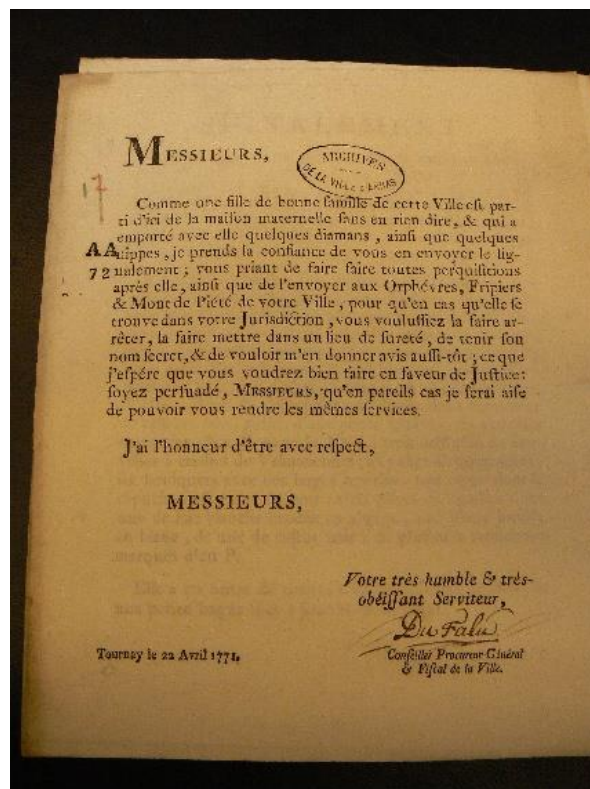 MESSIEURS,
ARCHIVES
DE LA VILLE D'ARRAS
17
Comme une fille de bonne famille de cette Ville est par-
ti d'ici de la maiſon maternelle ſans en rien dire, & qui a
emporté avec elle quelques diamans, ainſi que quelques
AA
nippes, je prends la confiance de vous en envoyer le ſig-
72
nalement; vous priant de faire faire toutes perquiſitions
après elle, ainſi que de l'envoyer aux Orphévres, Fripiers
& Mont de Piété de votre Ville, pour qu'en cas qu'elle ſe
trouve dans votre Juriſdiction, vous vouluſſiez la faire ar-
rêter, la faire mettre dans un lieu de ſureté, de tenir ſon
nom ſecret, & de vouloir m'en donner avis auſſi-tôt; ce que
j'eſpére que vous voudrez bien faire en faveur de Juſtice:
ſoyez perſuadé, MESSIEURS, qu'en pareils cas je ſerai aiſe
de pouvoir vous rendre les mêmes ſervices.
J'ai l'honneur d'être avec reſpect,
MESSIEURS,
Votre très humble & très-
obéiſſant Serviteur,
Du Falu
Tournay le 22 Avril 1771.
Conſeiller Procureur-Général
& Fiſcal de la Ville.